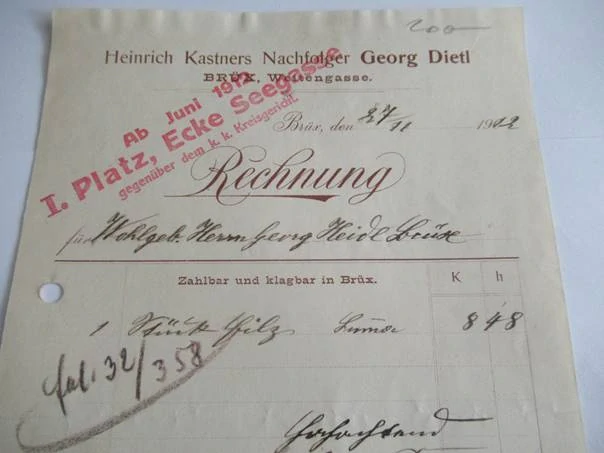 200-
Heinrich Kastners Nachfolger Georg Dietl
BRÜX, Weitengasse.
Ab Juni 1912
I. Platz, Ecke Seegasse
gegenüber dem k. k. Kreisgericht.
Brüx, den 27/11 1912
Rechnung
für Wohlgeb. Herrn Georg Heidl Brüx
Zahlbar und klagbar in Brüx.
K h
1 Stück Filz 8 48
fol. 32/358
Hochachtend